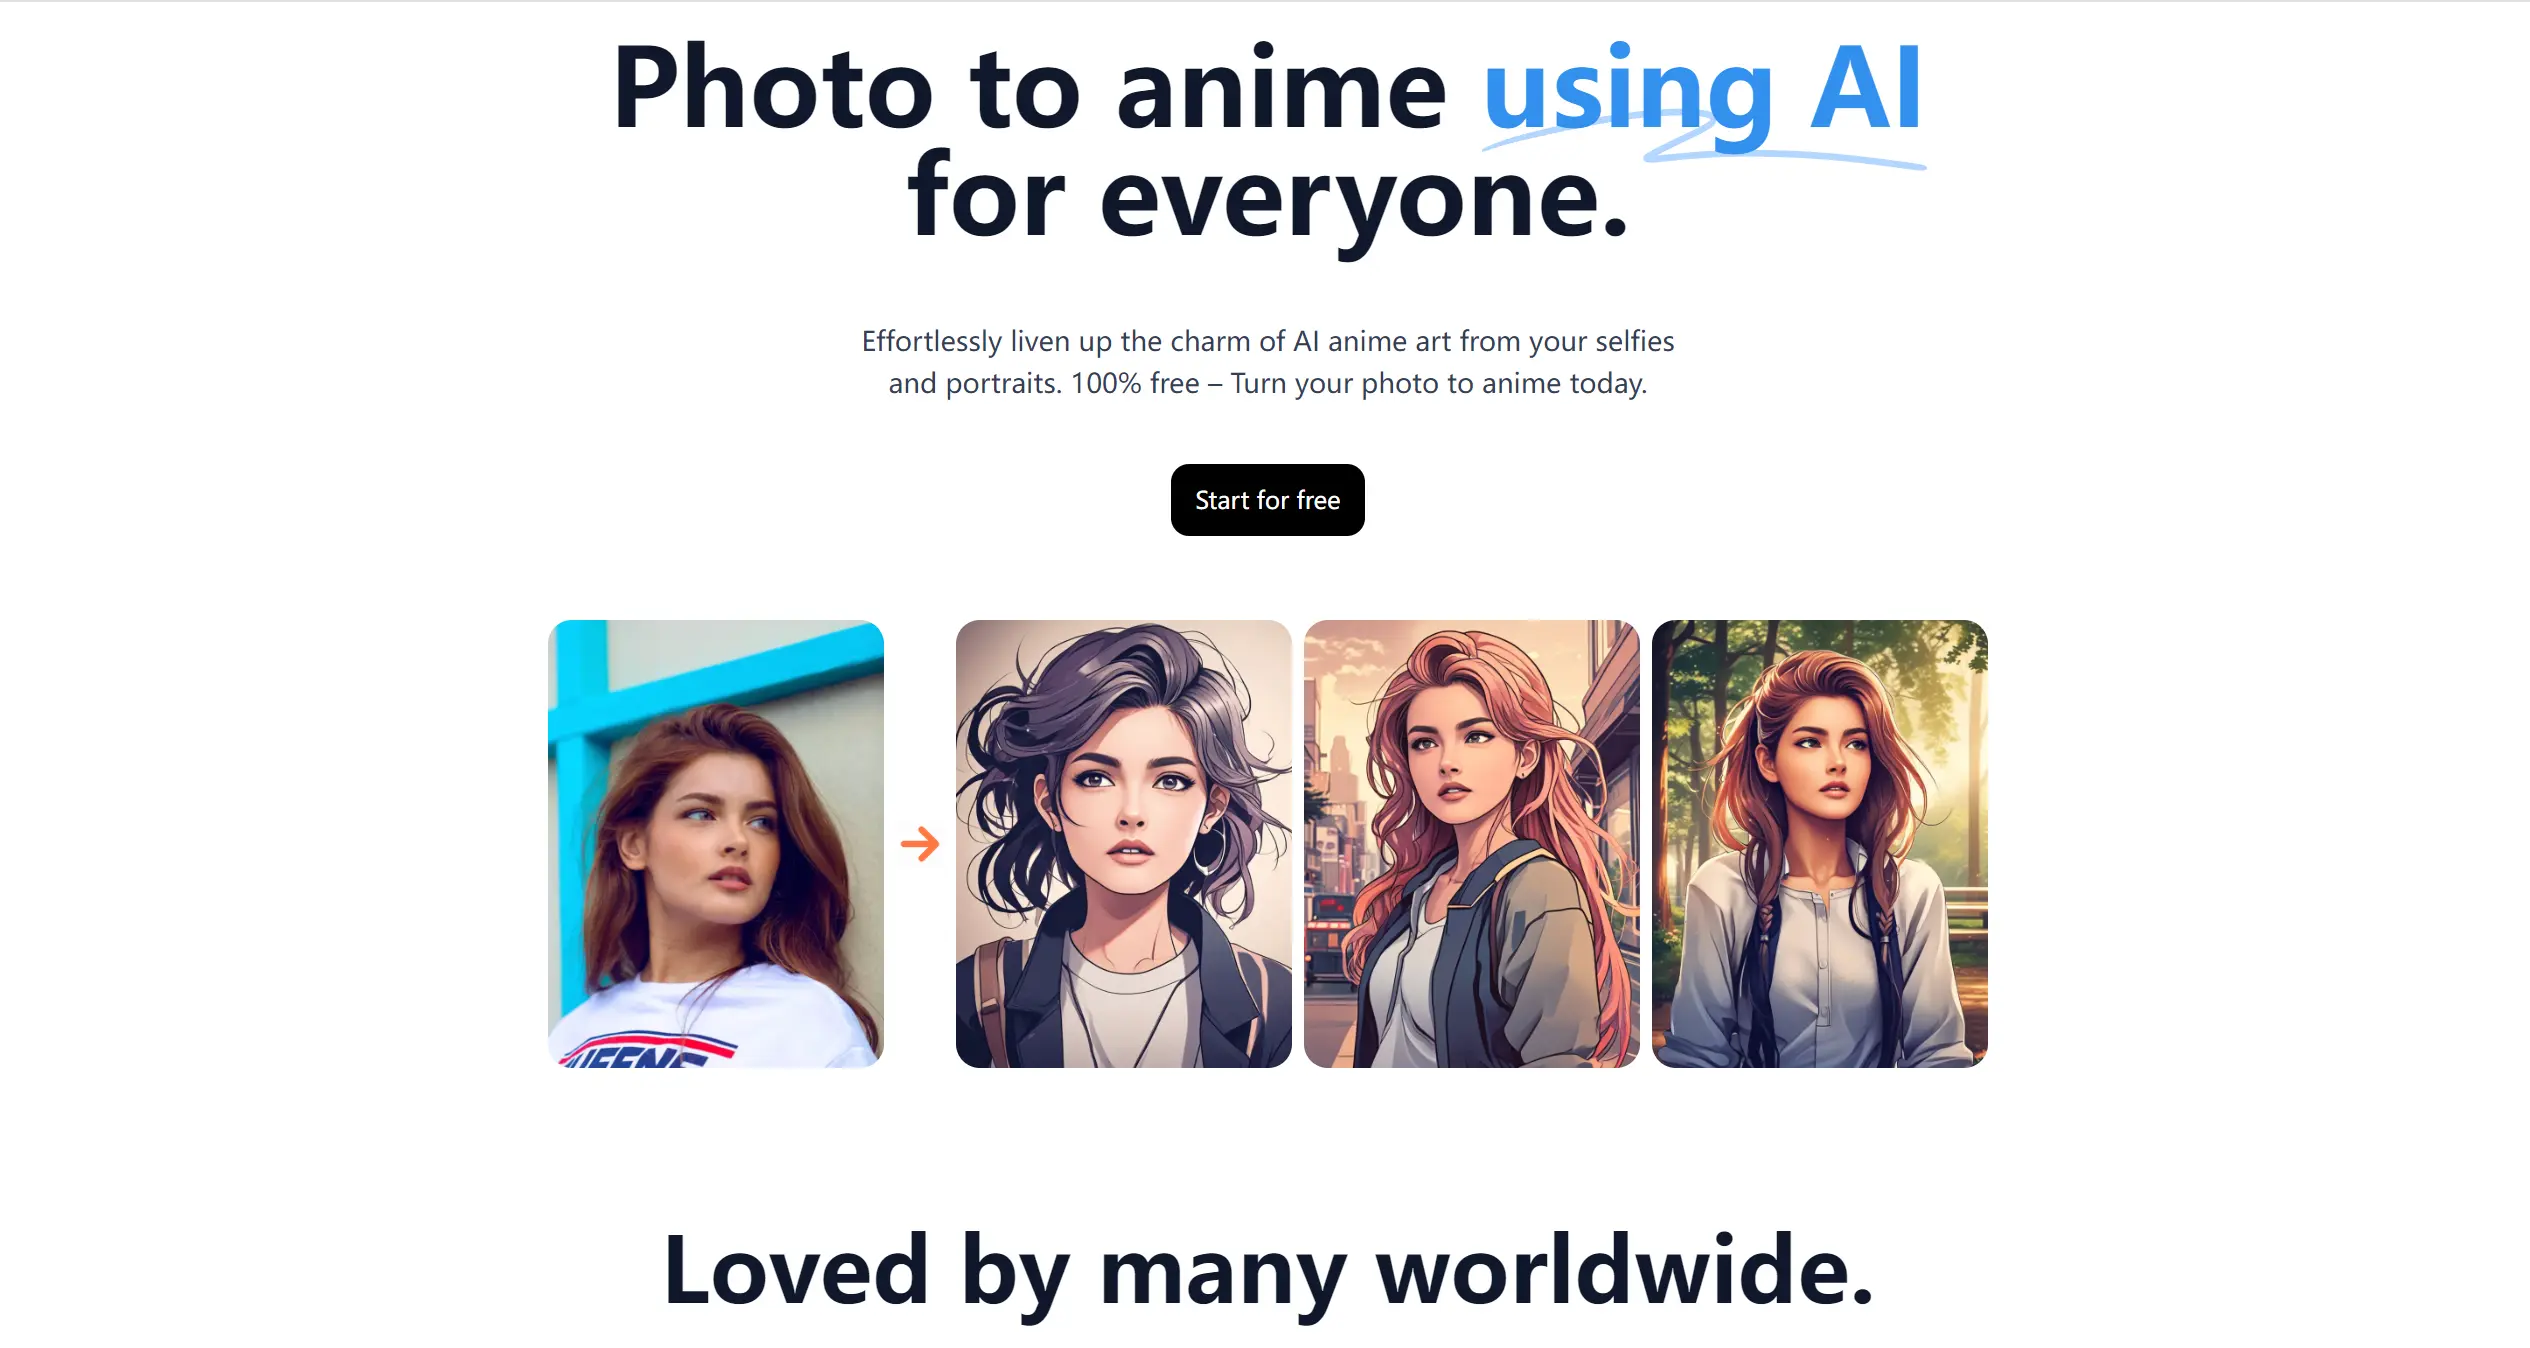 Photo to anime using AI
for everyone.
Effortlessly liven up the charm of AI anime art from your selfies
and portraits. 100% free – Turn your photo to anime today.
Start for free
Loved by many worldwide.